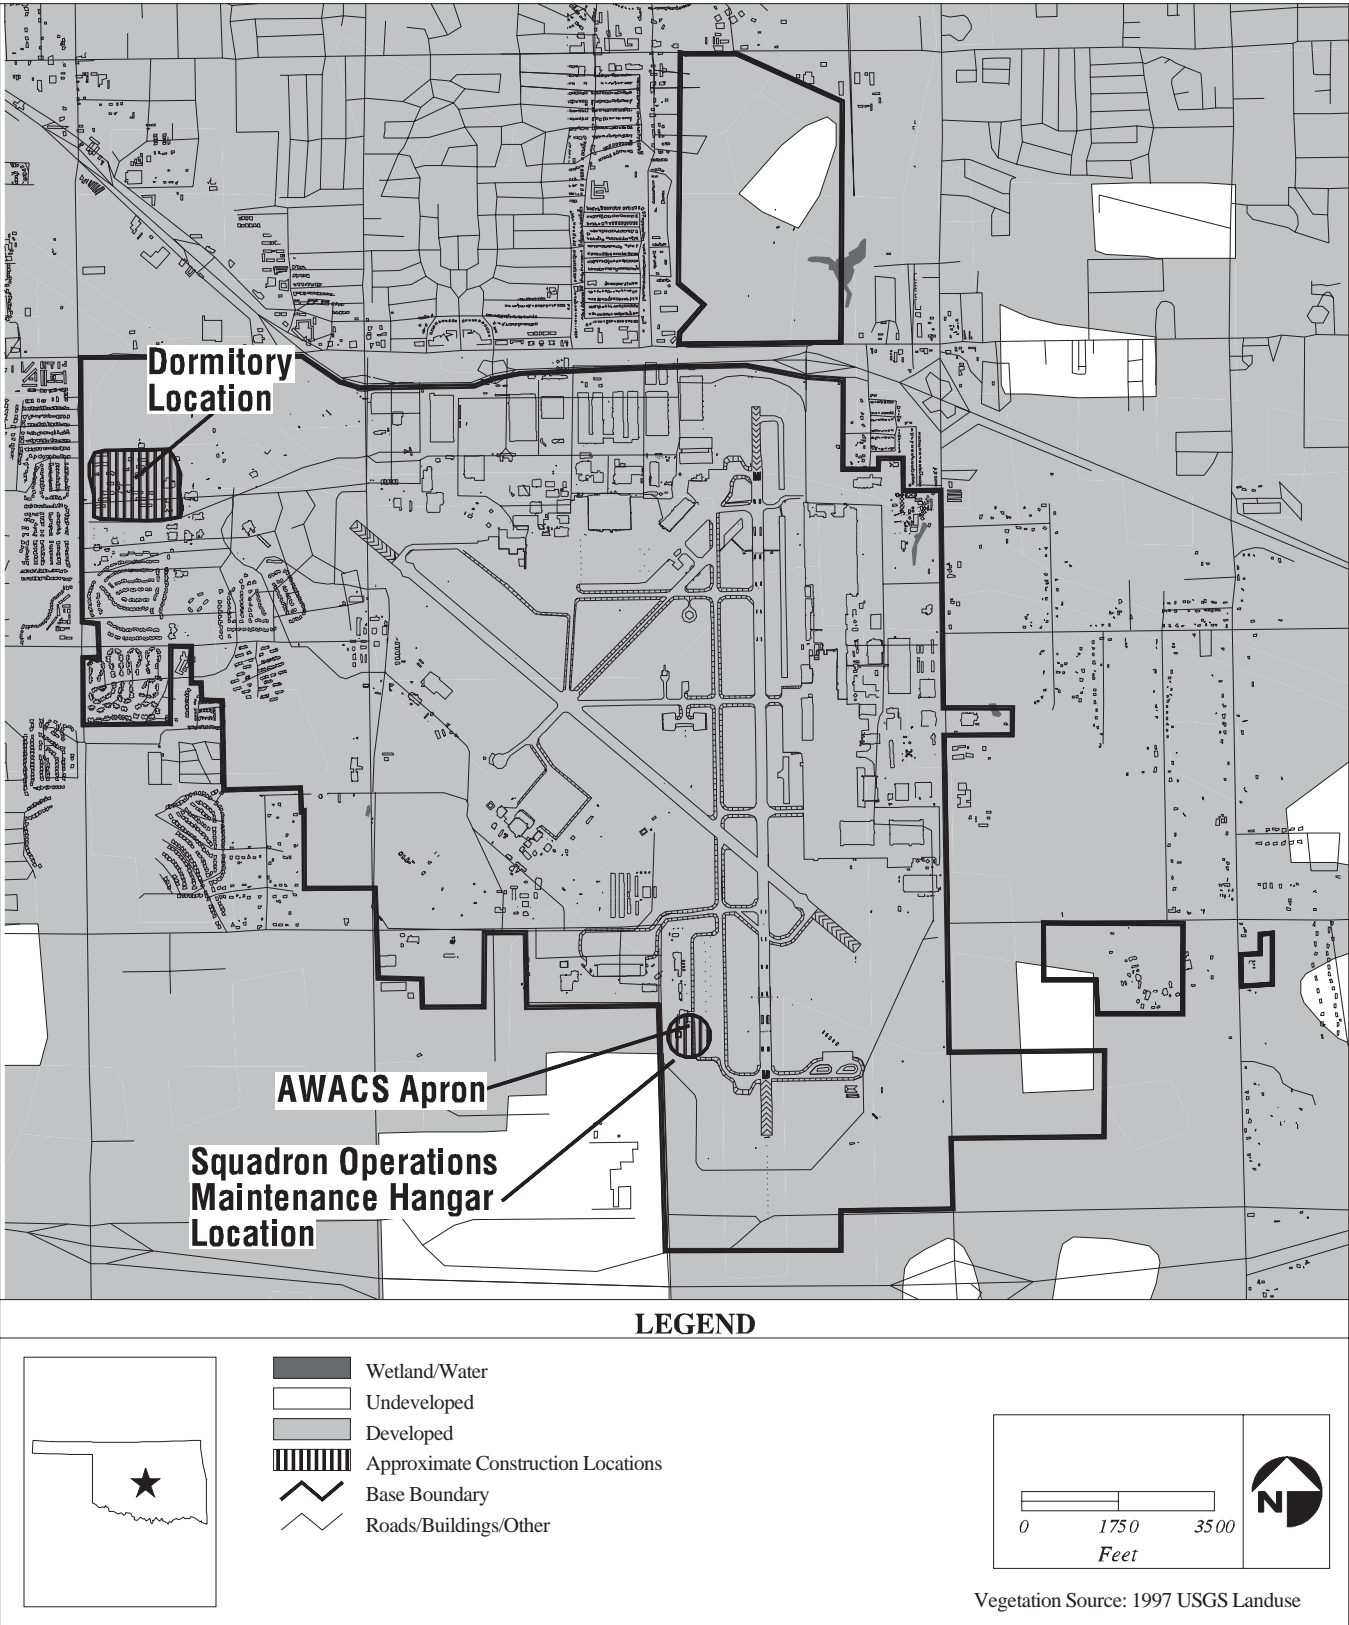 Dormitory
Location
AWACS Apron
Squadron Operations
Maintenance Hangar
Location
LEGEND
Wetland/Water
Undeveloped
Developed
Approximate Construction Locations
Base Boundary
Roads/Buildings/Other
0 1750 3500
Feet
N
Vegetation Source: 1997 USGS Landuse